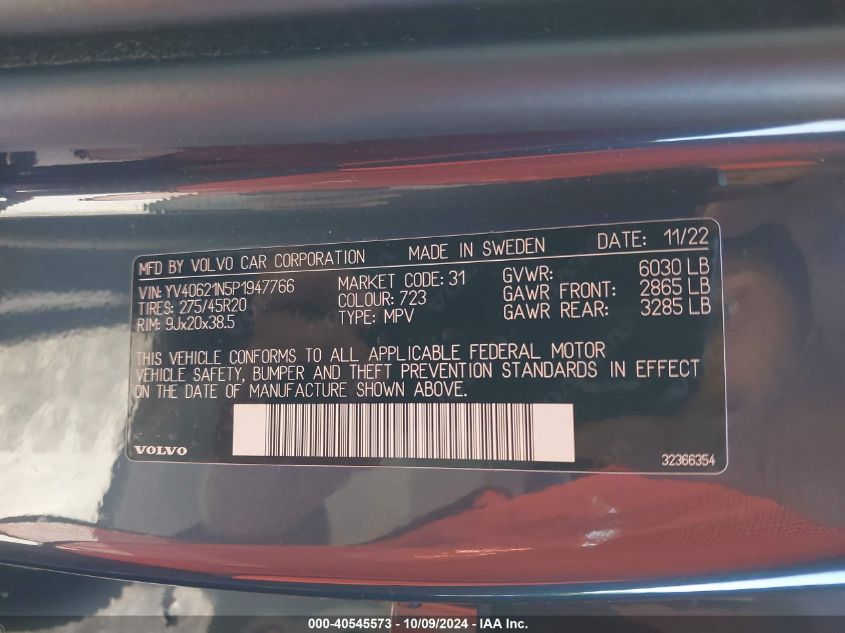 MFD BY VOLVO CAR CORPORATION MADE IN SWEDEN DATE: 11/22
VIN: YV40621N5P1947766 MARKET CODE: 31 GVWR: 6030 LB
TIRES: 275/45R20 COLOUR: 723 GAWR FRONT: 2865 LB
RIM: 9Jx20x38.5 TYPE: MPV GAWR REAR: 3285 LB
THIS VEHICLE CONFORMS TO ALL APPLICABLE FEDERAL MOTOR
VEHICLE SAFETY, BUMPER AND THEFT PREVENTION STANDARDS IN EFFECT
ON THE DATE OF MANUFACTURE SHOWN ABOVE.
VOLVO 32366354
000-40545573 - 10/09/2024 - IAA Inc.